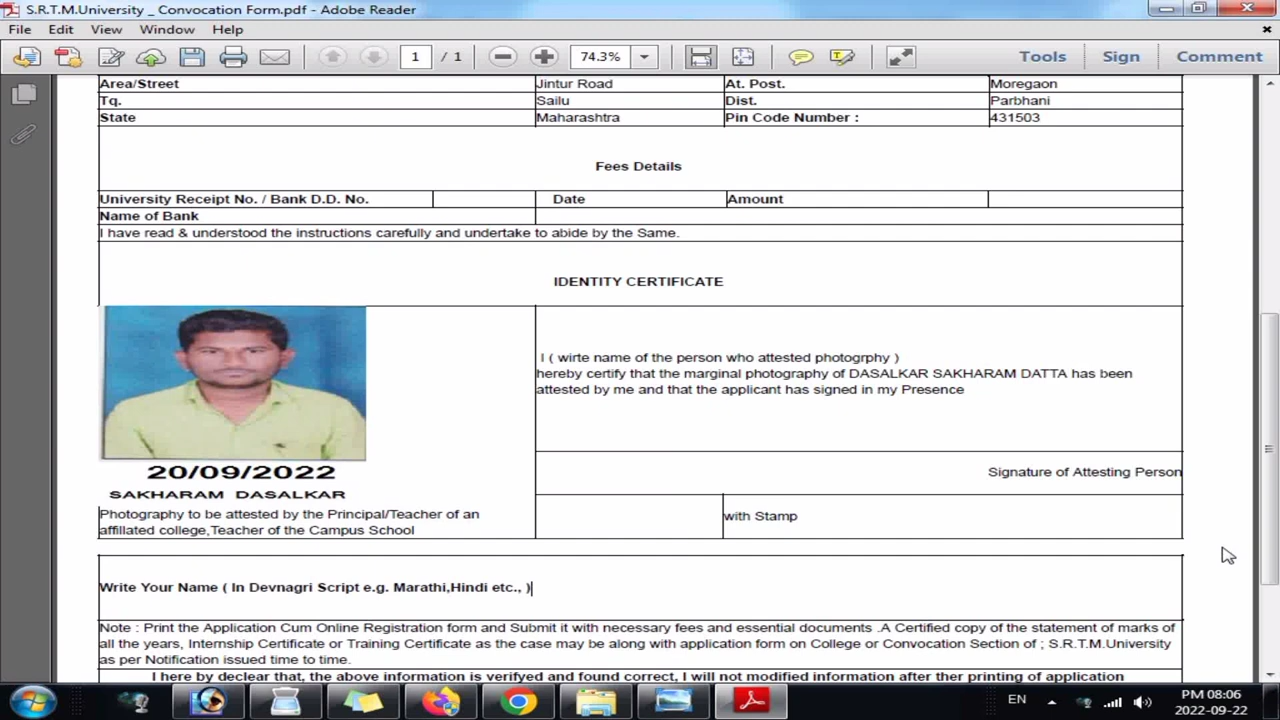 S.R.T.M.University _ Convocation Form.pdf - Adobe Reader
File Edit View Window Help
1 / 1 74.3% Tools Sign Comment
Area/Street Jintur Road At. Post. Moregaon
Tq. Sailu Dist. Parbhani
State Maharashtra Pin Code Number : 431503
Fees Details
University Receipt No. / Bank D.D. No. Date Amount
Name of Bank
I have read & understood the instructions carefully and undertake to abide by the Same.
IDENTITY CERTIFICATE
I ( wirte name of the person who attested photogrphy )
hereby certify that the marginal photography of DASALKAR SAKHARAM DATTA has been
attested by me and that the applicant has signed in my Presence
20/09/2022
SAKHARAM DASALKAR
Signature of Attesting Person
Photography to be attested by the Principal/Teacher of an
affiliated college,Teacher of the Campus School
with Stamp
Write Your Name ( In Devnagri Script e.g. Marathi,Hindi etc., )
Note : Print the Application Cum Online Registration form and Submit it with necessary fees and essential documents .A Certified copy of the statement of marks of
all the years, Internship Certificate or Training Certificate as the case may be along with application form on College or Convocation Section of ; S.R.T.M.University
as per Notification issued time to time.
I here by declear that, the above information is verifyed and found correct, I will not modified information after ther printing of application
EN PM 08:06
2022-09-22